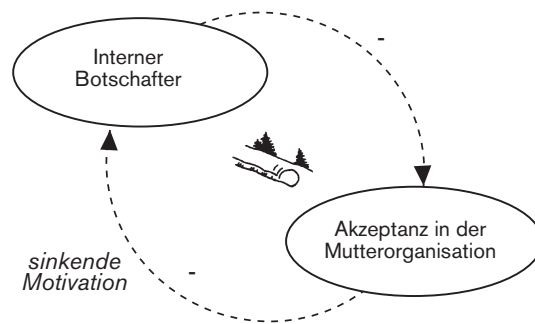 Interner
Botschafter
-
Akzeptanz in der
Mutterorganisation
sinkende
Motivation
-